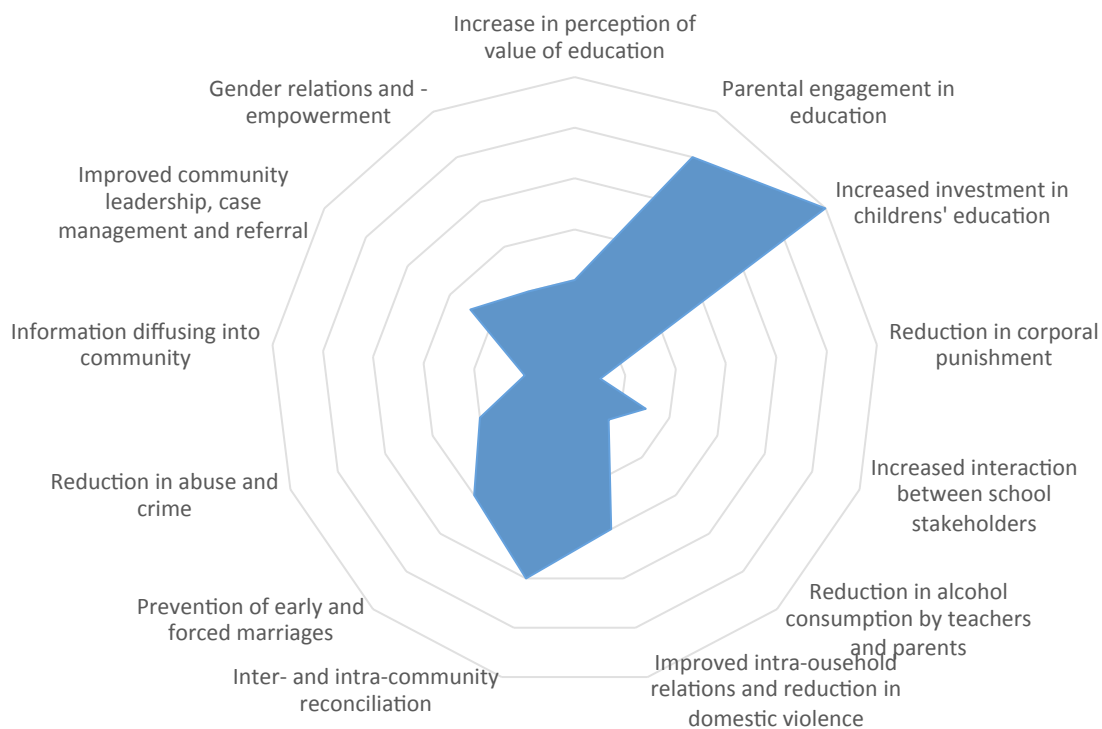 Increase in perception of
value of education
Parental engagement in
education
Increased investment in
childrens' education
Reduction in corporal
punishment
Increased interaction
between school
stakeholders
Reduction in alcohol
consumption by teachers
and parents
Improved intra-ousehold
relations and reduction in
domestic violence
Inter- and intra-community
reconciliation
Prevention of early and
forced marriages
Reduction in abuse and
crime
Information diffusing into
community
Improved community
leadership, case
management and referral
Gender relations and -
empowerment